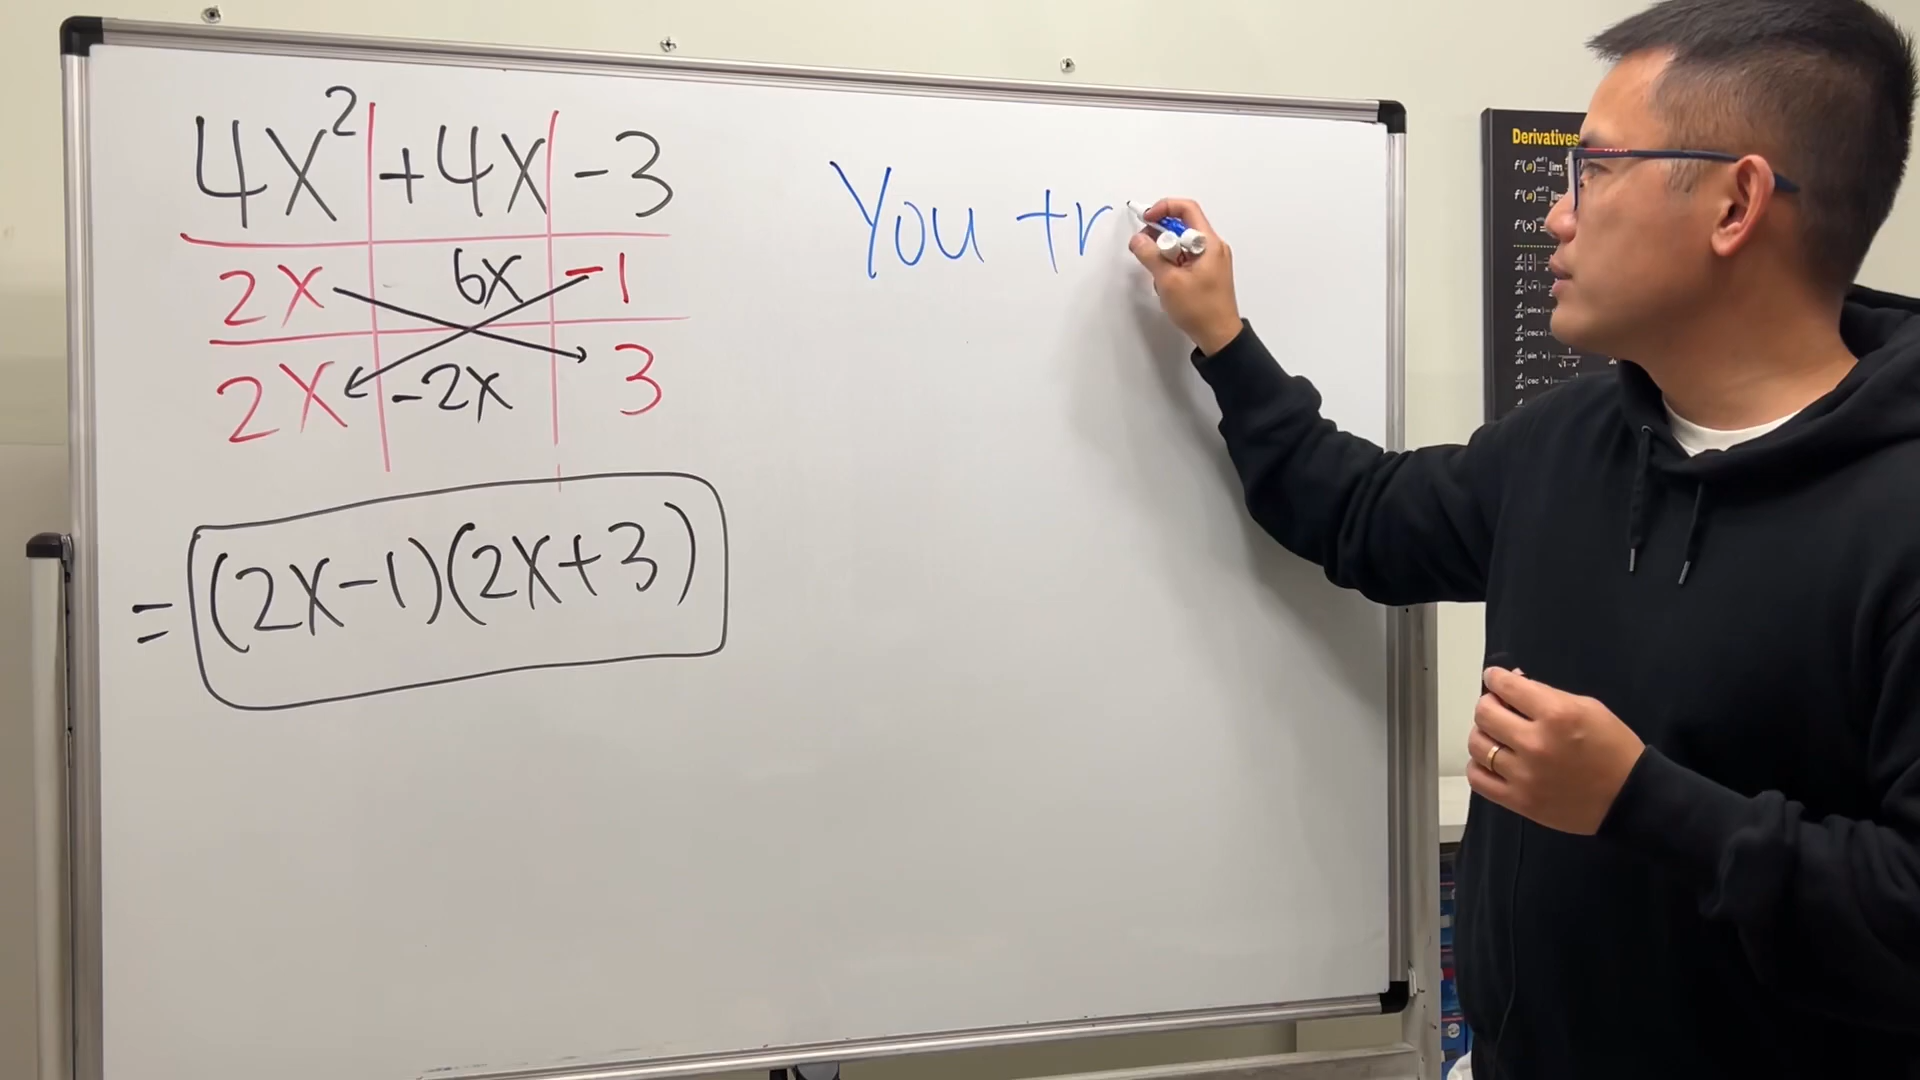 4x² + 4x - 3
2x 6x -1
2x -2x 3
= (2x-1)(2x+3)
You tr
Derivatives